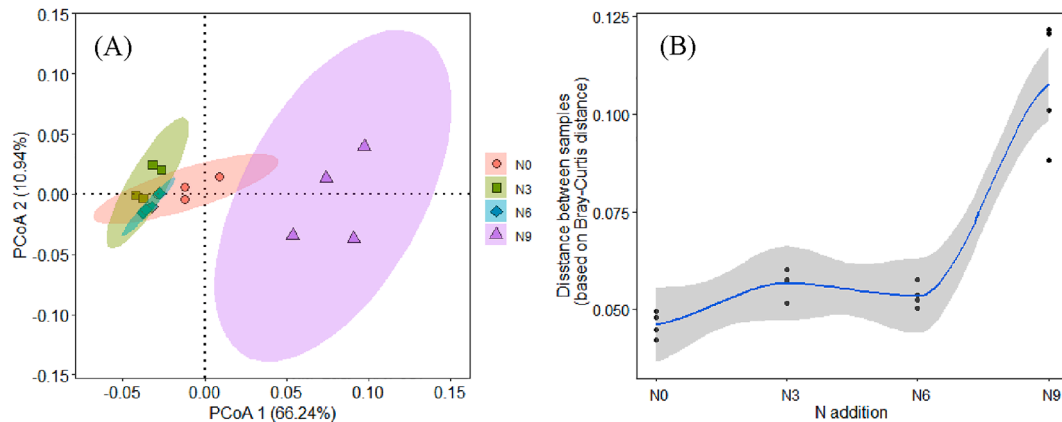 (A)
0.15
0.10
0.05
0.00
-0.05
-0.10
-0.15
PCoA 2 (10.94%)
-0.05
0.00
0.05
0.10
0.15
PCoA 1 (66.24%)
N0
N3
N6
N9
(B)
0.125
0.100
0.075
0.050
Disstance between samples
(based on Bray-Curtis distance)
N0
N3
N6
N9
N addition